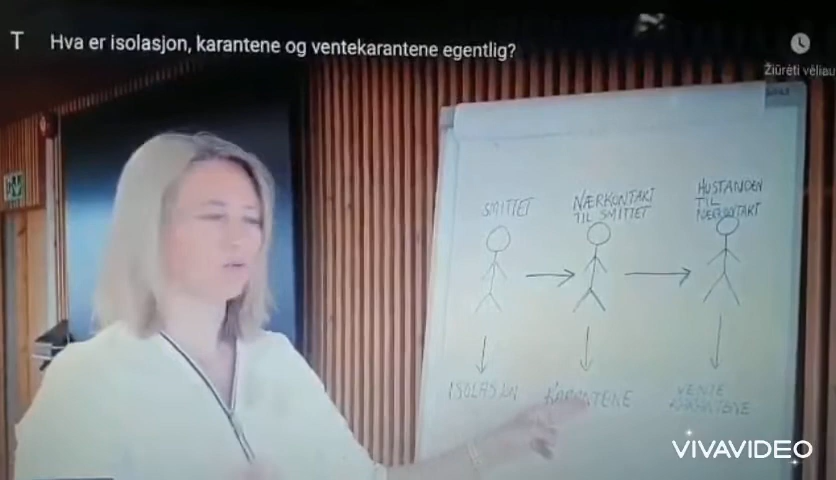 T Hva er isolasjon, karantene og ventekarantene egentlig?
Žiūrėti vėliau
SMITTET
NÆRKONTAKT
TIL SMITTET
HUSTANDEN
TIL
NÆRKONTAKT
ISOLASJON
KARANTENE
VENTE
KARANTENE
VIVAVIDEO